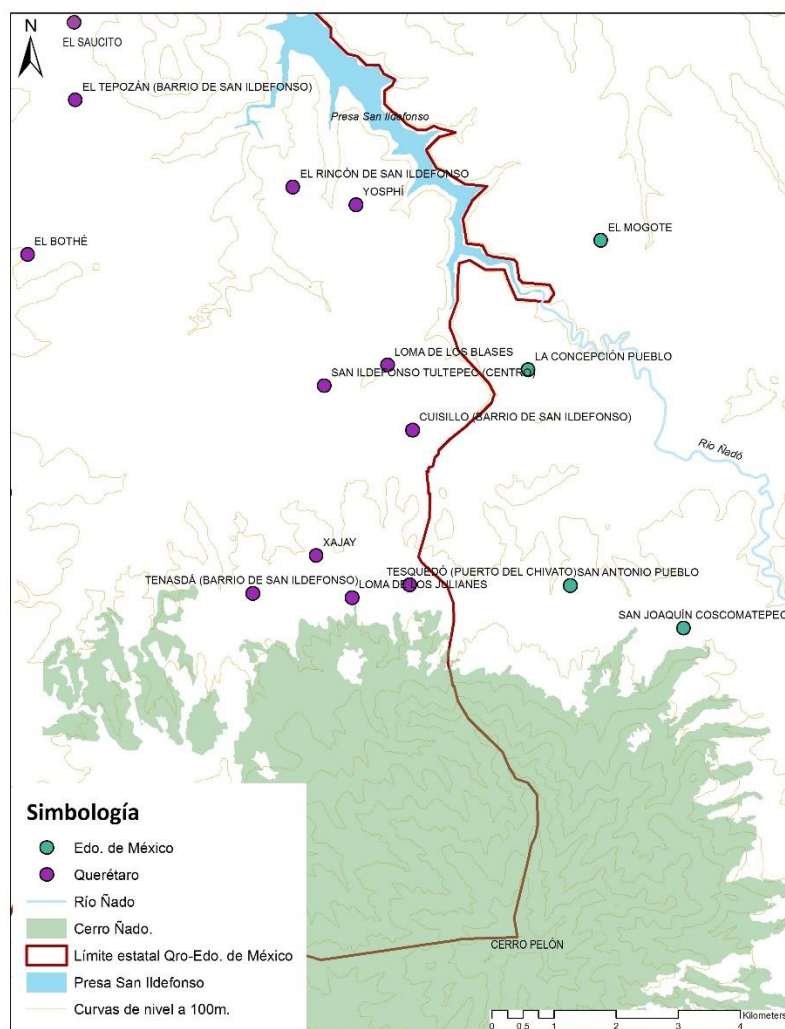 N
EL SAUCITO
EL TEPOZÁN (BARRIO DE SAN ILDEFONSO)
Presa San Ildefonso
EL RINCÓN DE SAN ILDEFONSO
YOSPHÍ
EL MOGOTE
EL BOTHÉ
LOMA DE LOS BLASES
LA CONCEPCIÓN PUEBLO
SAN ILDEFONSO TULTEPEC (CENTRO)
CUISILLO (BARRIO DE SAN ILDEFONSO)
Río Ñadó
XAJAY
TENASDÁ (BARRIO DE SAN ILDEFONSO)
TESQUEDÓ (PUERTO DEL CHIVATO)
SAN ANTONIO PUEBLO
LOMA DE LOS JULIANES
SAN JOAQUÍN COSCOMATEPEC
CERRO PELÓN
Simbología
Edo. de México
Querétaro
Río Ñado
Cerro Ñado.
Límite estatal Qro-Edo. de México
Presa San Ildefonso
Curvas de nivel a 100m.
Kilometers
0 0.5 1 2 3 4